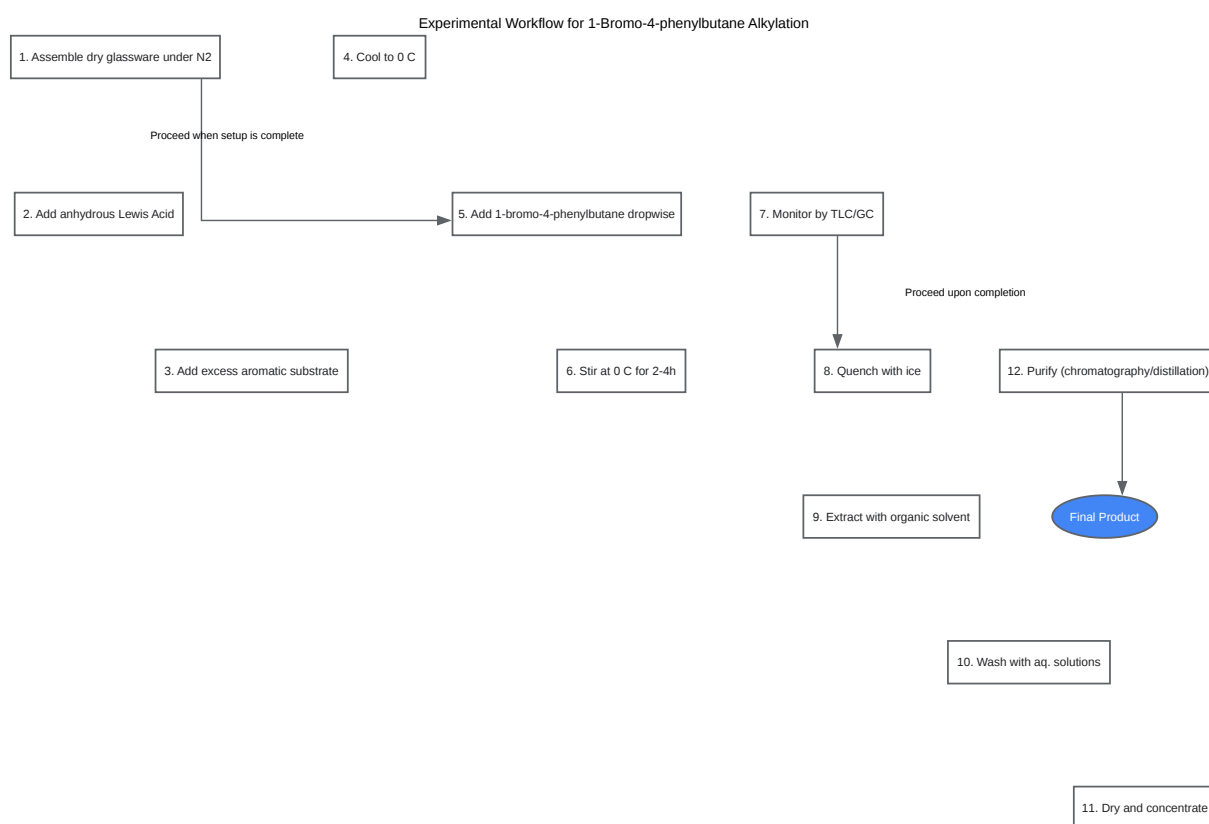 Experimental Workflow for 1-Bromo-4-phenylbutane Alkylation
1. Assemble dry glassware under N2
4. Cool to 0 C
Proceed when setup is complete
2. Add anhydrous Lewis Acid
5. Add 1-bromo-4-phenylbutane dropwise
7. Monitor by TLC/GC
Proceed upon completion
3. Add excess aromatic substrate
6. Stir at 0 C for 2-4h
8. Quench with ice
12. Purify (chromatography/distillation)
9. Extract with organic solvent
Final Product
10. Wash with aq. solutions
11. Dry and concentrate